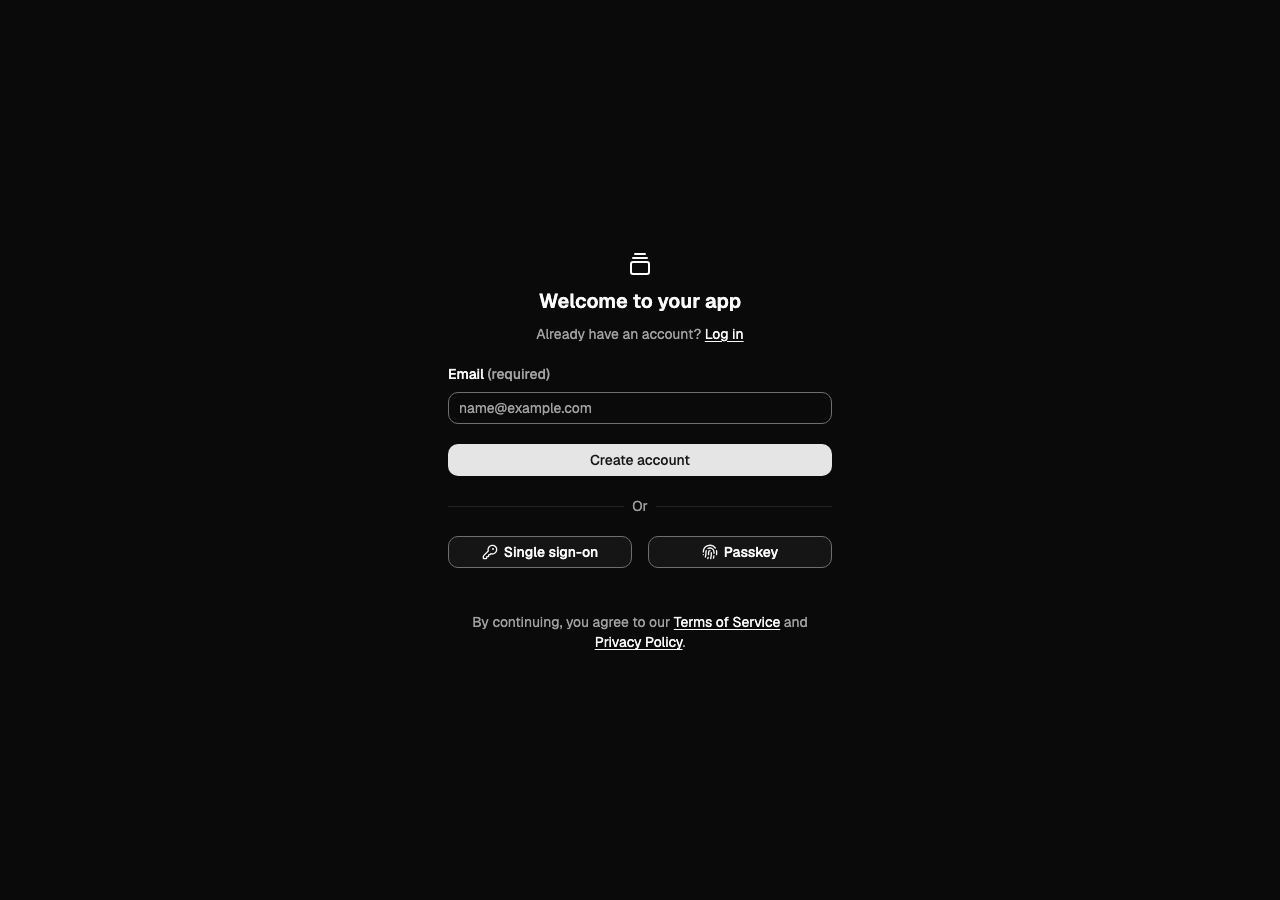 Welcome to your app
Already have an account? Log in
Email (required)
name@example.com
Create account
Or
Single sign-on
Passkey
By continuing, you agree to our Terms of Service and
Privacy Policy.